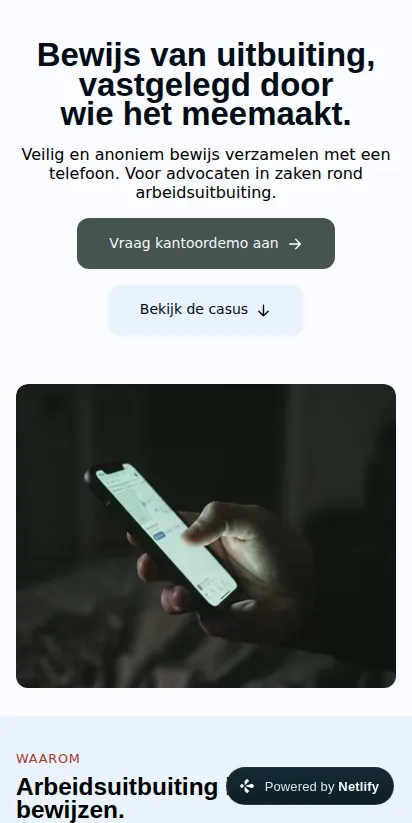 Bewijs van uitbuiting,
vastgelegd door
wie het meemaakt.
Veilig en anoniem bewijs verzamelen met een
telefoon. Voor advocaten in zaken rond
arbeidsuitbuiting.
Vraag kantoordemo aan →
Bekijk de casus ↓
WAAROM
Arbeidsuitbuiting
bewijzen.
Powered by Netlify